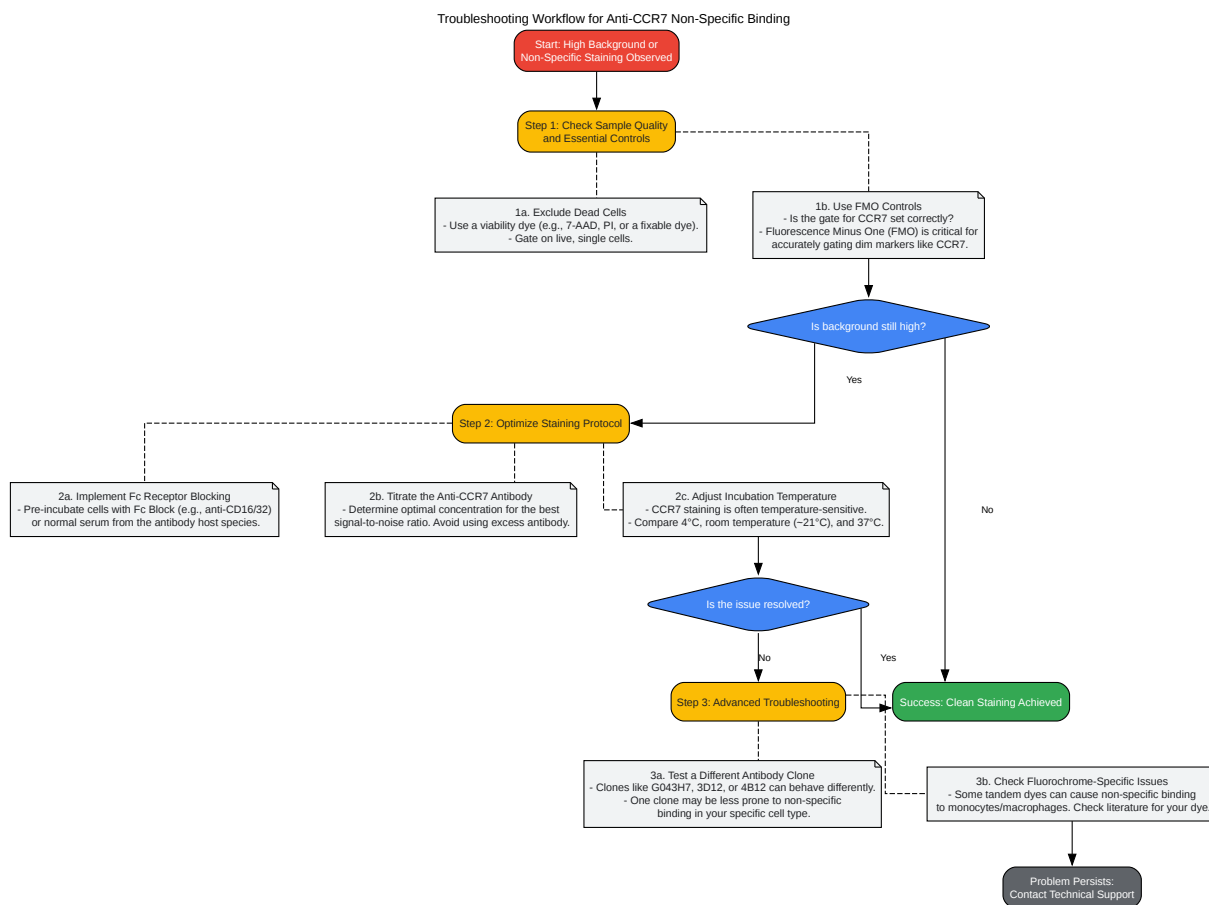 Troubleshooting Workflow for Anti-CCR7 Non-Specific Binding
Start: High Background or
Non-Specific Staining Observed
Step 1: Check Sample Quality
and Essential Controls
1a. Exclude Dead Cells
- Use a viability dye (e.g., 7-AAD, PI, or a fixable dye).
- Gate on live, single cells.
1b. Use FMO Controls
- Is the gate for CCR7 set correctly?
- Fluorescence Minus One (FMO) is critical for
accurately gating dim markers like CCR7.
Is background still high?
Yes
No
Step 2: Optimize Staining Protocol
2a. Implement Fc Receptor Blocking
- Pre-incubate cells with Fc Block (e.g., anti-CD16/32)
or normal serum from the antibody host species.
2b. Titrate the Anti-CCR7 Antibody
- Determine optimal concentration for the best
signal-to-noise ratio. Avoid using excess antibody.
2c. Adjust Incubation Temperature
- CCR7 staining is often temperature-sensitive.
- Compare 4°C, room temperature (~21°C), and 37°C.
Is the issue resolved?
No
Yes
Step 3: Advanced Troubleshooting
Success: Clean Staining Achieved
3a. Test a Different Antibody Clone
- Clones like G043H7, 3D12, or 4B12 can behave differently.
- One clone may be less prone to non-specific
binding in your specific cell type.
3b. Check Fluorochrome-Specific Issues
- Some tandem dyes can cause non-specific binding
to monocytes/macrophages. Check literature for your dye.
Problem Persists:
Contact Technical Support